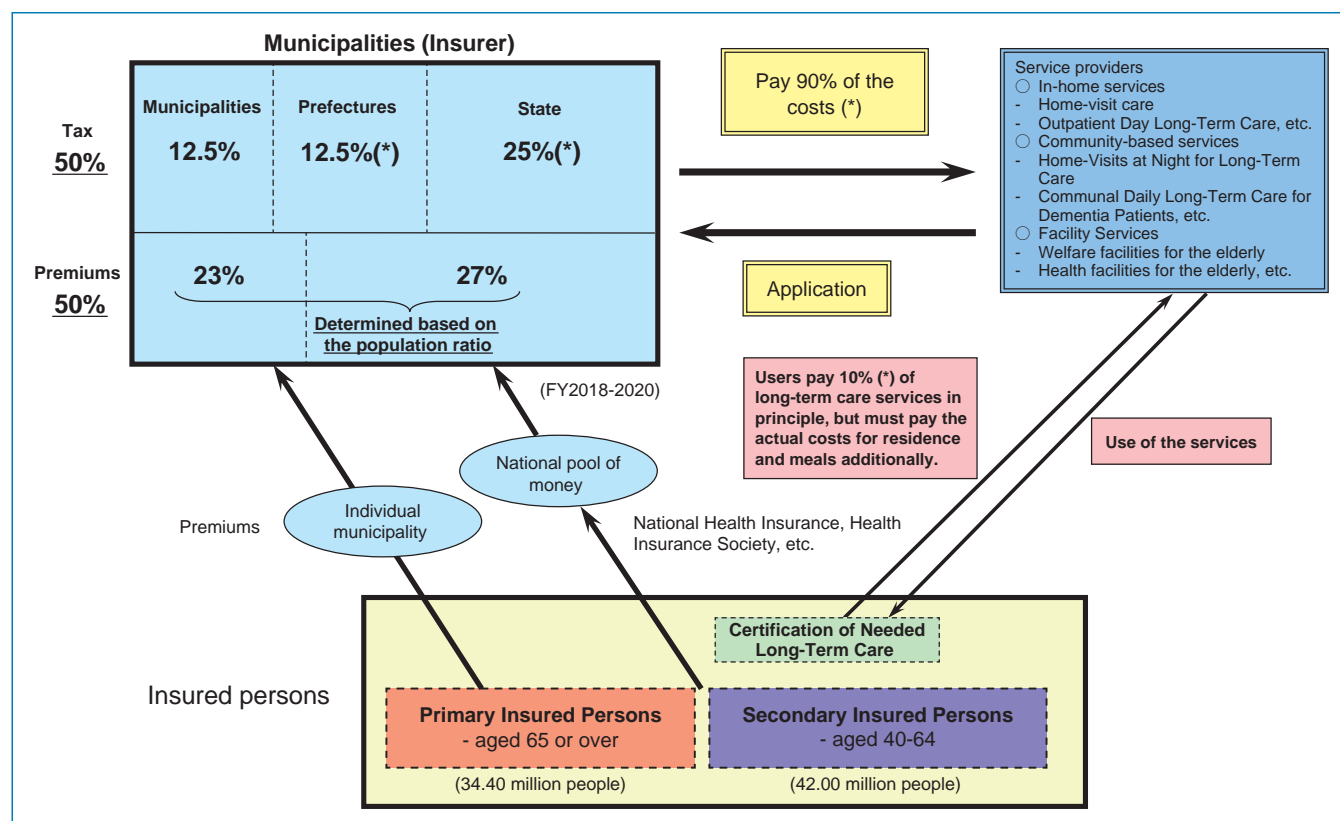 Municipalities (Insurer)
Tax
50%
Municipalities
12.5%
Prefectures
12.5%(*)
State
25%(*)
Premiums
50%
23%
27%
Determined based on
the population ratio
(FY2018-2020)
Pay 90% of the
costs (*)
Application
Service providers
○ In-home services
- Home-visit care
- Outpatient Day Long-Term Care, etc.
○ Community-based services
- Home-Visits at Night for Long-Term
Care
- Communal Daily Long-Term Care for
Dementia Patients, etc.
○ Facility Services
- Welfare facilities for the elderly
- Health facilities for the elderly, etc.
Users pay 10% (*) of
long-term care services in
principle, but must pay the
actual costs for residence
and meals additionally.
Use of the services
Premiums
Individual
municipality
National pool of
money
National Health Insurance, Health
Insurance Society, etc.
Insured persons
Certification of Needed
Long-Term Care
Primary Insured Persons
- aged 65 or over
(34.40 million people)
Secondary Insured Persons
- aged 40-64
(42.00 million people)